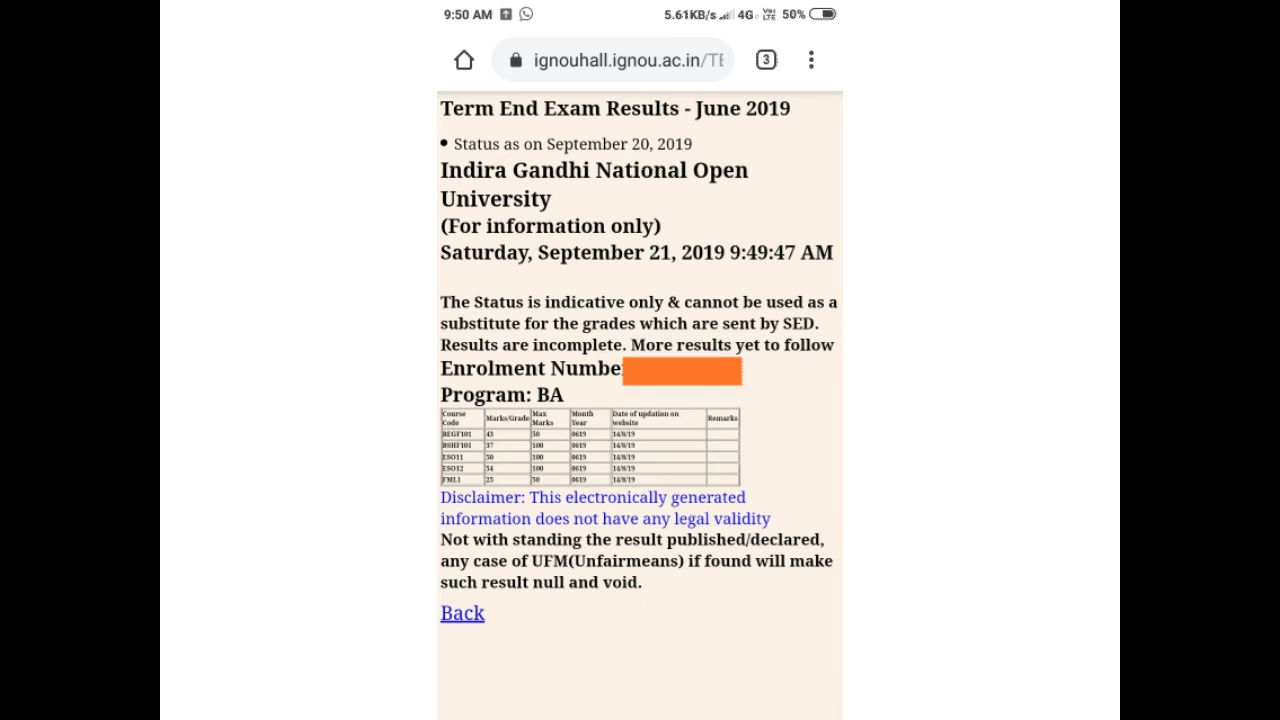 9:50 AM 5.61KB/s 4G VoLTE 50%
ignouhall.ignou.ac.in/TE 3
Term End Exam Results - June 2019
Status as on September 20, 2019
Indira Gandhi National Open
University
(For information only)
Saturday, September 21, 2019 9:49:47 AM
The Status is indicative only & cannot be used as a
substitute for the grades which are sent by SED.
Results are incomplete. More results yet to follow
Enrolment Number
Program: BA
Course Code Marks/Grade Max Marks Month Year Date of updation on website Remarks
BEGF101 43 50 0619 14/8/19
BSHF101 37 100 0619 14/8/19
ESO11 50 100 0619 14/8/19
ESO12 54 100 0619 14/8/19
FML1 25 50 0619 14/8/19
Disclaimer: This electronically generated
information does not have any legal validity
Not with standing the result published/declared,
any case of UFM(Unfairmeans) if found will make
such result null and void.
Back